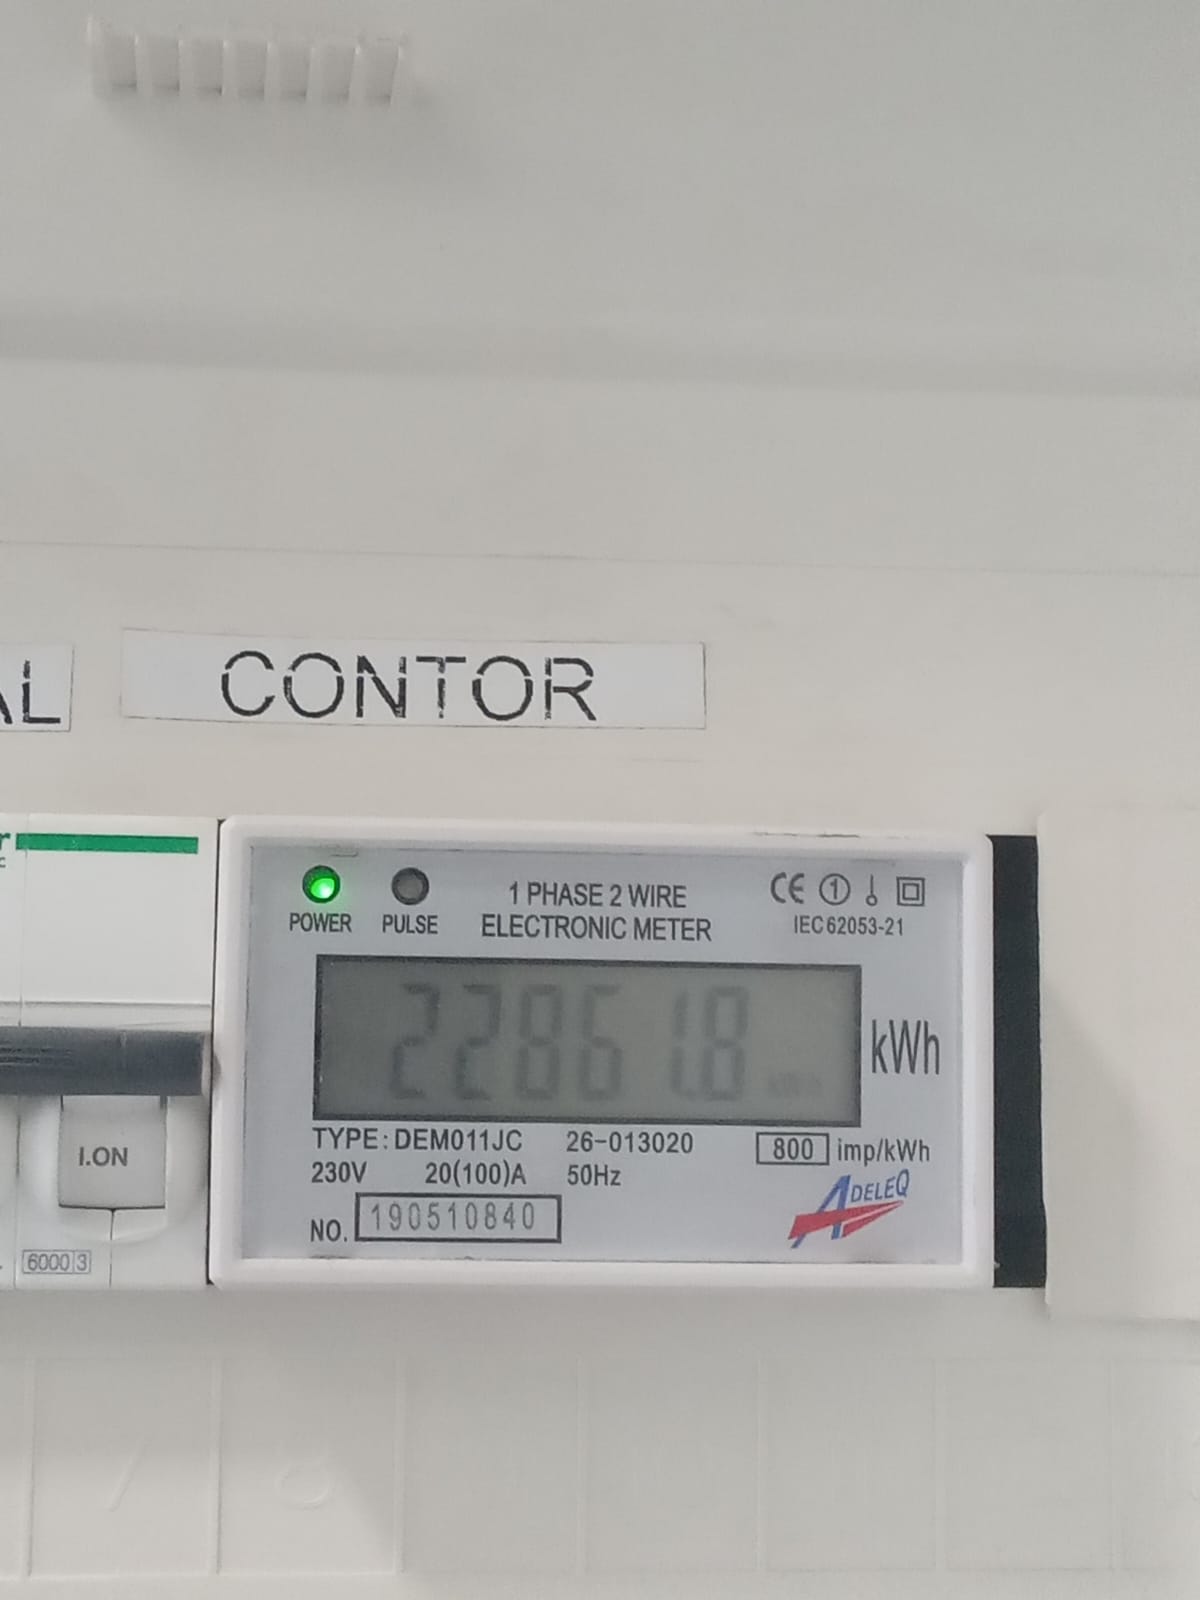 AL
CONTOR
POWER
PULSE
1 PHASE 2 WIRE
ELECTRONIC METER
CE
IEC 62053-21
22861.8
kWh
TYPE: DEM011JC 26-013020
800 imp/kWh
230V 20(100)A 50Hz
NO. 190510840
ADELEQ
I.ON
6000 3